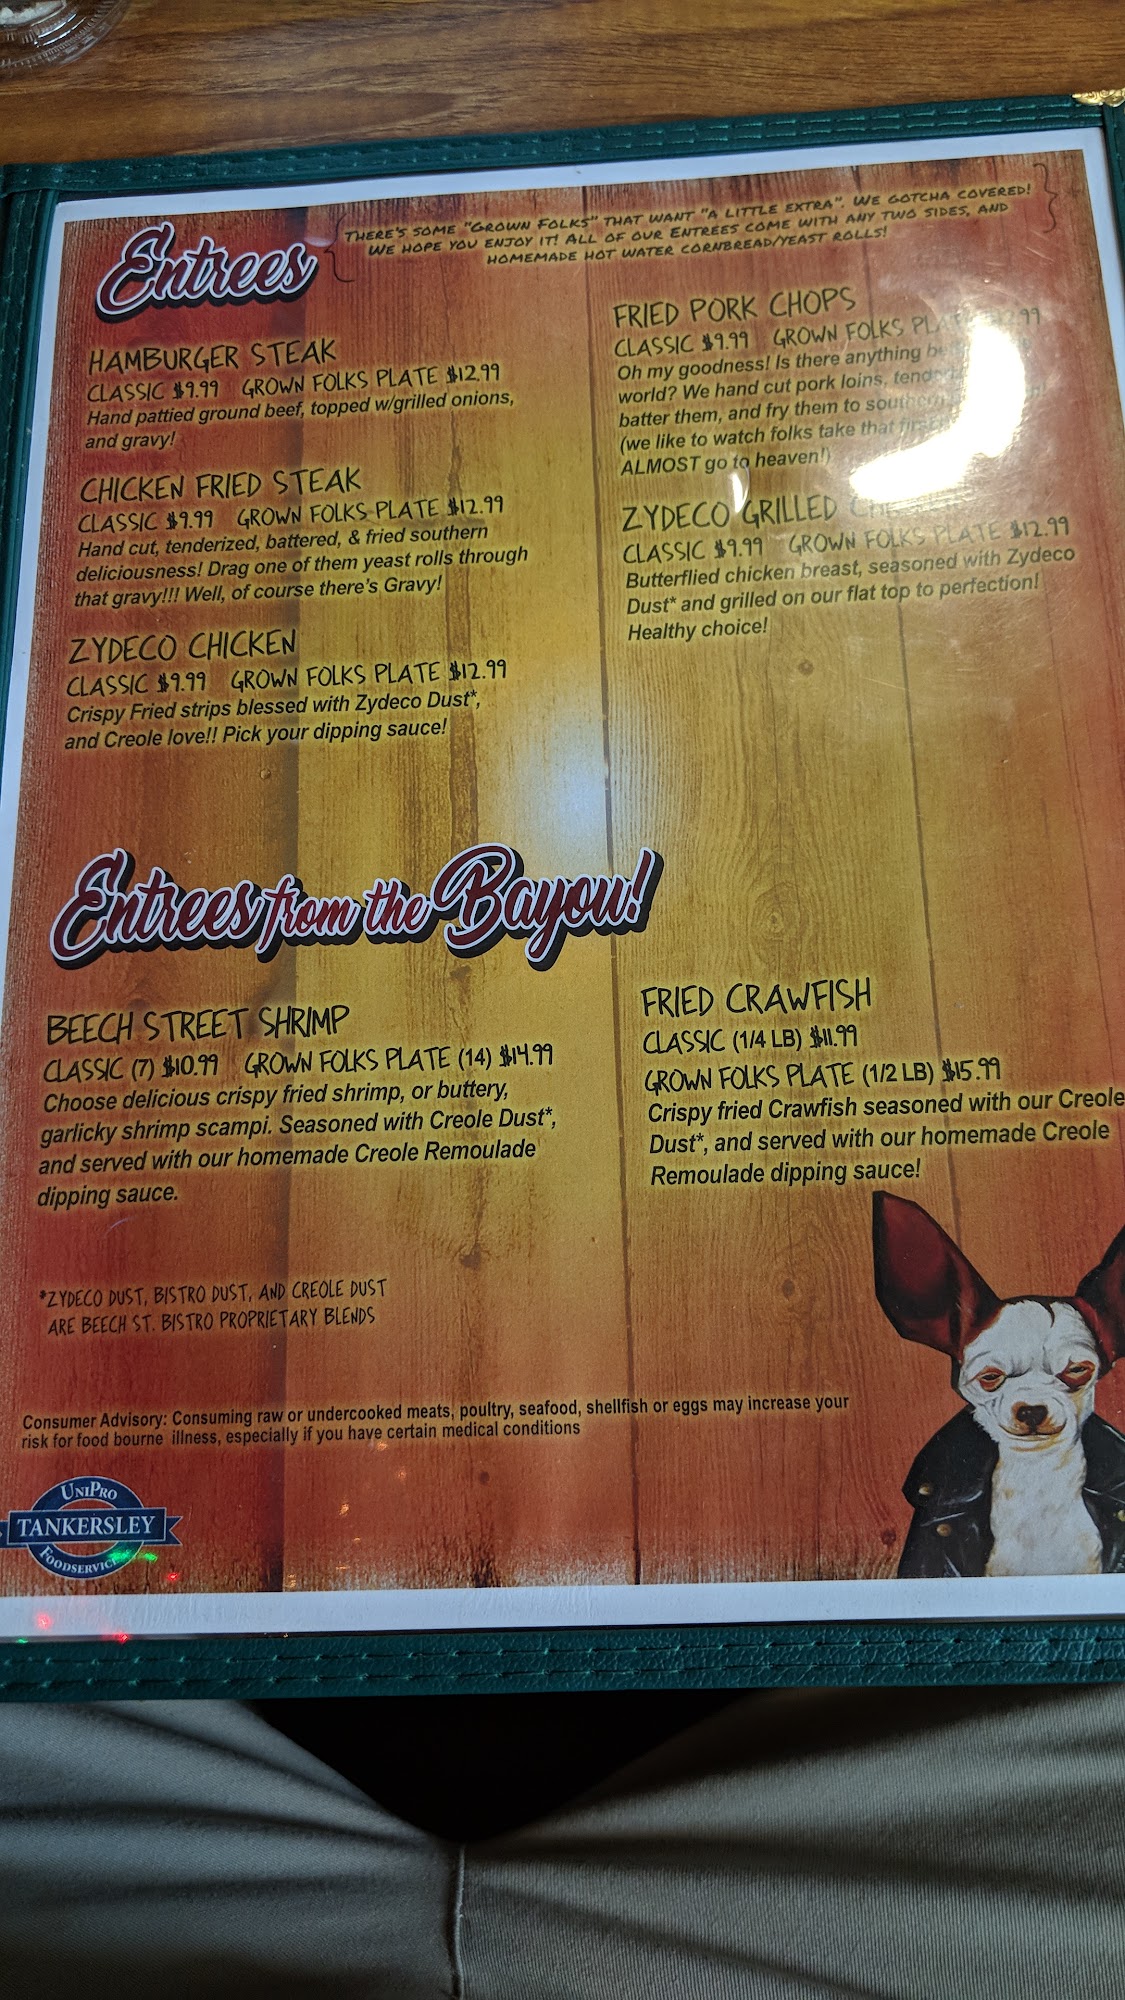 Entrees
THERE'S SOME "GROWN FOLKS" THAT WANT "A LITTLE EXTRA". WE GOTCHA COVERED!
WE HOPE YOU ENJOY IT! ALL OF OUR ENTREES COME WITH ANY TWO SIDES, AND
HOMEMADE HOT WATER CORNBREAD/YEAST ROLLS!
HAMBURGER STEAK
CLASSIC $9.99 GROWN FOLKS PLATE $12.99
Hand pattied ground beef, topped w/grilled onions,
and gravy!
CHICKEN FRIED STEAK
CLASSIC $9.99 GROWN FOLKS PLATE $12.99
Hand cut, tenderized, battered, & fried southern
deliciousness! Drag one of them yeast rolls through
that gravy!!! Well, of course there's Gravy!
ZYDECO CHICKEN
CLASSIC $9.99 GROWN FOLKS PLATE $12.99
Crispy Fried strips blessed with Zydeco Dust*,
and Creole love!! Pick your dipping sauce!
FRIED PORK CHOPS
CLASSIC $9.99 GROWN FOLKS
Oh my goodness! Is there anything
world? We hand cut pork loins,
batter them, and fry them to
(we like to watch folks take that
ALMOST go to heaven!)
ZYDECO GRILLED
CLASSIC $9.99 GROWN FOLKS PLATE $12.99
Butterflied chicken breast, seasoned with Zydeco
Dust* and grilled on our flat top to perfection!
Healthy choice!
Entrees from the Bayou!
BEECH STREET SHRIMP
CLASSIC (7) $10.99 GROWN FOLKS PLATE (14) $14.99
Choose delicious crispy fried shrimp, or buttery,
garlicky shrimp scampi. Seasoned with Creole Dust*,
and served with our homemade Creole Remoulade
dipping sauce.
FRIED CRAWFISH
CLASSIC (1/4 LB) $11.99
GROWN FOLKS PLATE (1/2 LB) $15.99
Crispy fried Crawfish seasoned with our Creole
Dust*, and served with our homemade Creole
Remoulade dipping sauce!
*ZYDECO DUST, BISTRO DUST, AND CREOLE DUST
ARE BEECH ST. BISTRO PROPRIETARY BLENDS
Consumer Advisory: Consuming raw or undercooked meats, poultry, seafood, shellfish or eggs may increase your
risk for food bourne illness, especially if you have certain medical conditions
UNIPRO
TANKERSLEY
FOODSERVICE